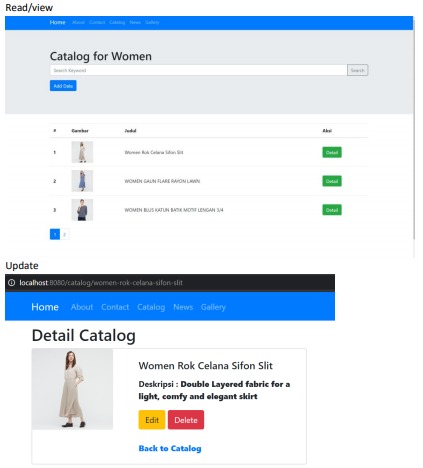 Read/view
Home About Contact Catalog News Gallery
Catalog for Women
Search Keyword Search
Add Data
# Gambar Judul Aksi
1 Women Rok Celana Sifon Slit Detail
2 WOMEN GAUN FLARE RAYON LAWN Detail
3 WOMEN BLUS KATUN BATIK MOTIF LENGAN 3/4 Detail
1 2
Update
localhost:8080/catalog/women-rok-celana-sifon-slit
Home About Contact Catalog News Gallery
Detail Catalog
Women Rok Celana Sifon Slit
Deskripsi : Double Layered fabric for a
light, comfy and elegant skirt
Edit Delete
Back to Catalog